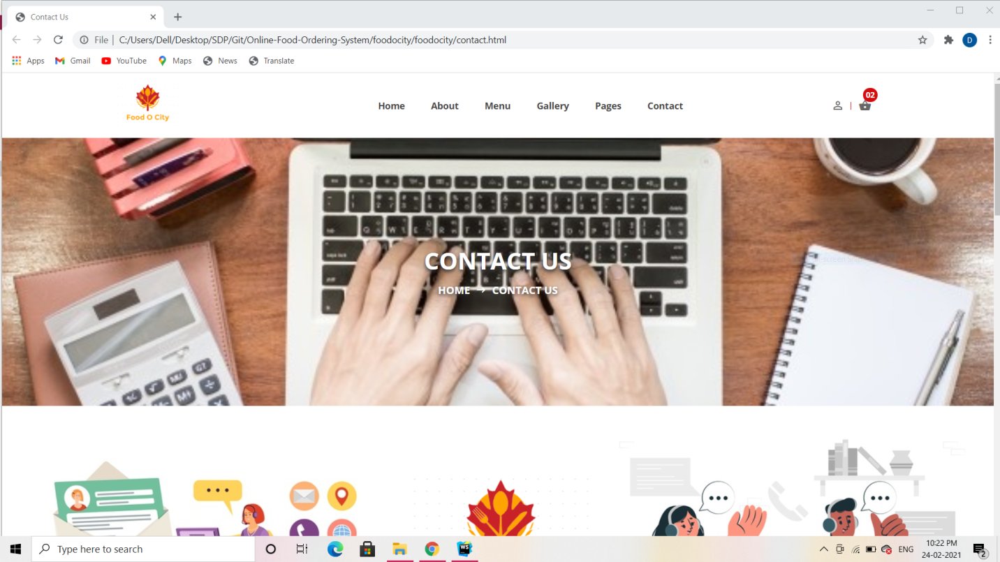 Contact Us
File | C:/Users/Dell/Desktop/SDP/Git/Online-Food-Ordering-System/foodocity/foodocity/contact.html
D
Apps Gmail YouTube Maps News Translate
02
Food O City
Home About Menu Gallery Pages Contact
CONTACT US
HOME → CONTACT US
Type here to search
WS
ENG
10:22 PM
24-02-2021
2